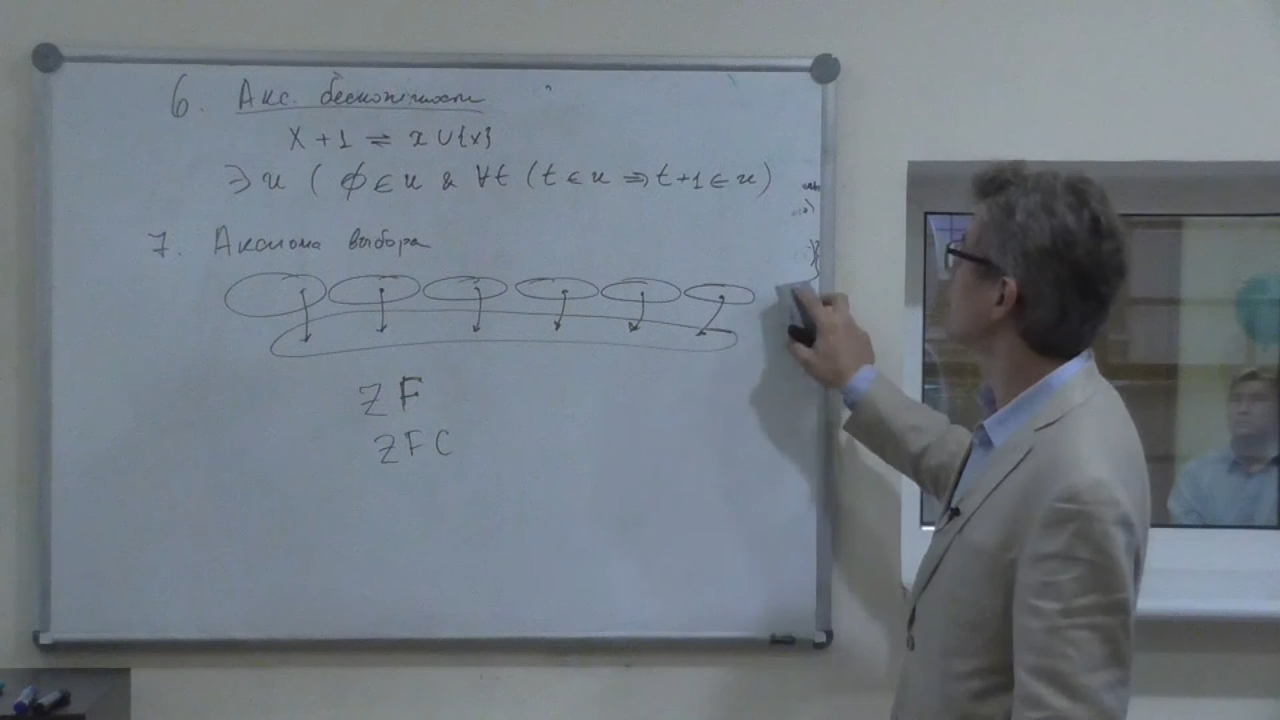 6. Акс. бесконечности
X + 1 ⇌ x ∪ {x}
∃ u ( ∅ ∈ u & ∀t ( t ∈ u ⇒ t+1 ∈ u )
7. Аксиома выбора
ZF
ZFC